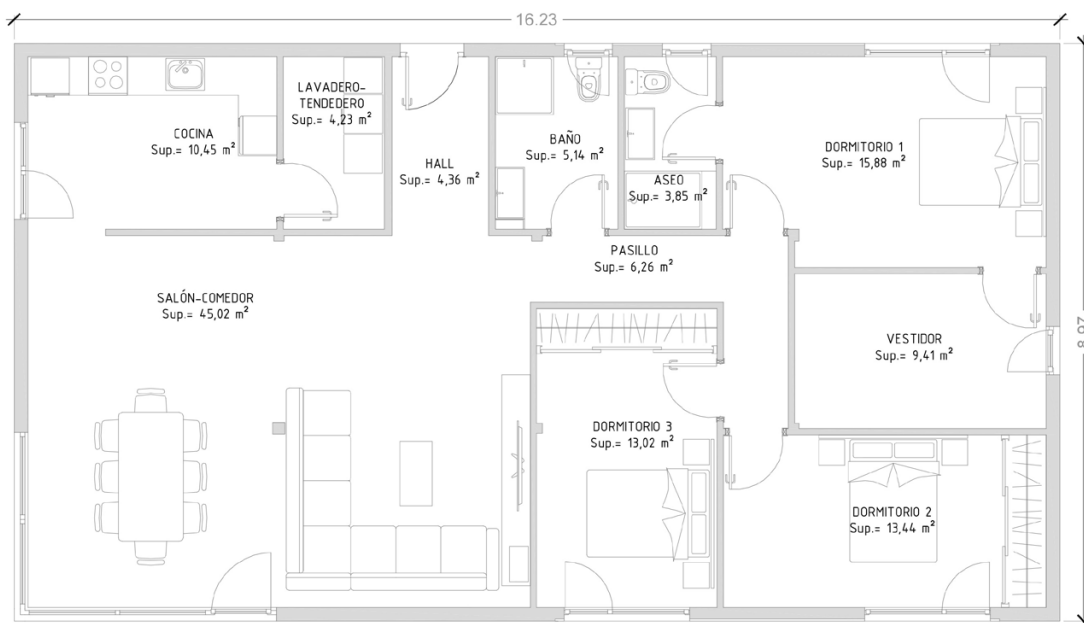 16.23
LAVADERO-
TENDEDERO
Sup.= 4,23 m²
COCINA
Sup.= 10,45 m²
HALL
Sup.= 4,36 m²
BAÑO
Sup.= 5,14 m²
ASEO
Sup.= 3,85 m²
DORMITORIO 1
Sup.= 15,88 m²
PASILLO
Sup.= 6,26 m²
SALÓN-COMEDOR
Sup.= 45,02 m²
VESTIDOR
Sup.= 9,41 m²
8.97
DORMITORIO 3
Sup.= 13,02 m²
DORMITORIO 2
Sup.= 13,44 m²